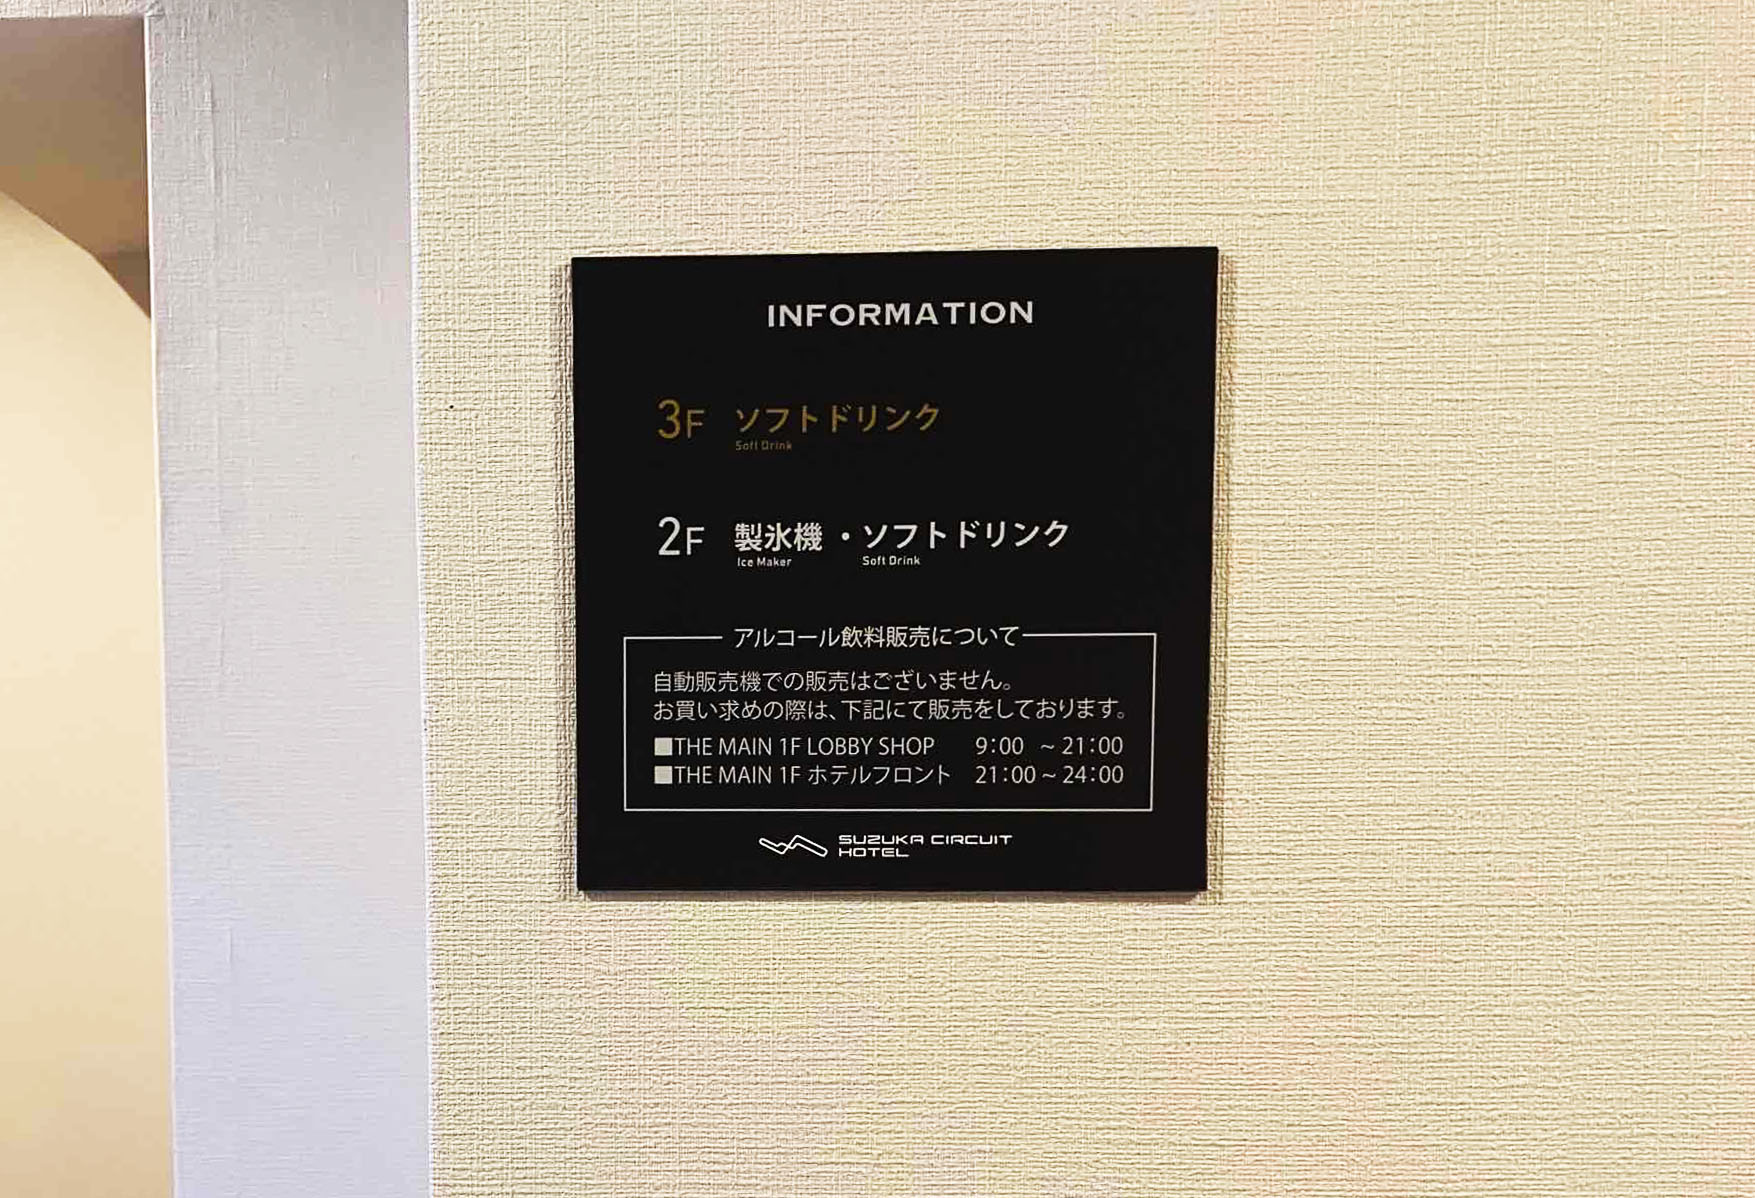 INFORMATION
3F ソフトドリンク
Soft Drink
2F 製氷機・ソフトドリンク
Ice Maker Soft Drink
アルコール飲料販売について
自動販売機での販売はございません。
お買い求めの際は、下記にて販売をしております。
■THE MAIN 1F LOBBY SHOP 9:00 ~ 21:00
■THE MAIN 1F ホテルフロント 21:00 ~ 24:00
SUZUKA CIRCUIT
HOTEL